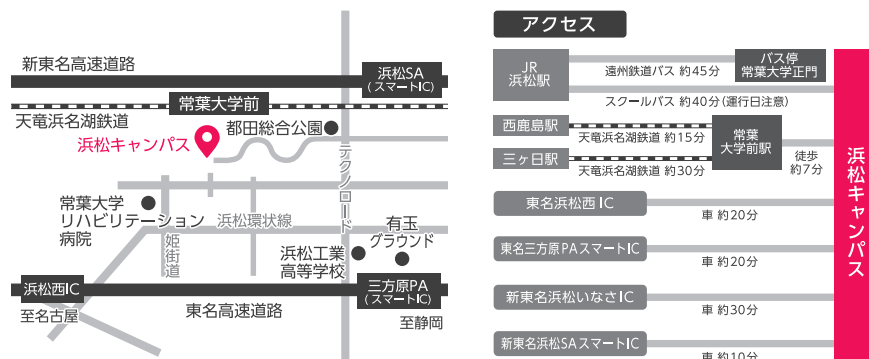 新東名高速道路
浜松SA
(スマートIC)
常葉大学前
天竜浜名湖鉄道
都田総合公園
浜松キャンパス
テクノロード
常葉大学
リハビリテーション
病院
浜松環状線
姫街道
有玉
グラウンド
浜松工業
高等学校
浜松西IC
三方原PA
(スマートIC)
至名古屋
東名高速道路
至静岡
アクセス
JR
浜松駅
遠州鉄道バス 約45分
バス停
常葉大学正門
スクールバス 約40分(運行日注意)
西鹿島駅
天竜浜名湖鉄道 約15分
常葉
大学前駅
三ヶ日駅
天竜浜名湖鉄道 約30分
徒歩
約7分
東名浜松西 IC
車 約20分
東名三方原PAスマートIC
車 約20分
新東名浜松いなさIC
車 約30分
新東名浜松SAスマートIC
車 約10分
浜松キャンパス